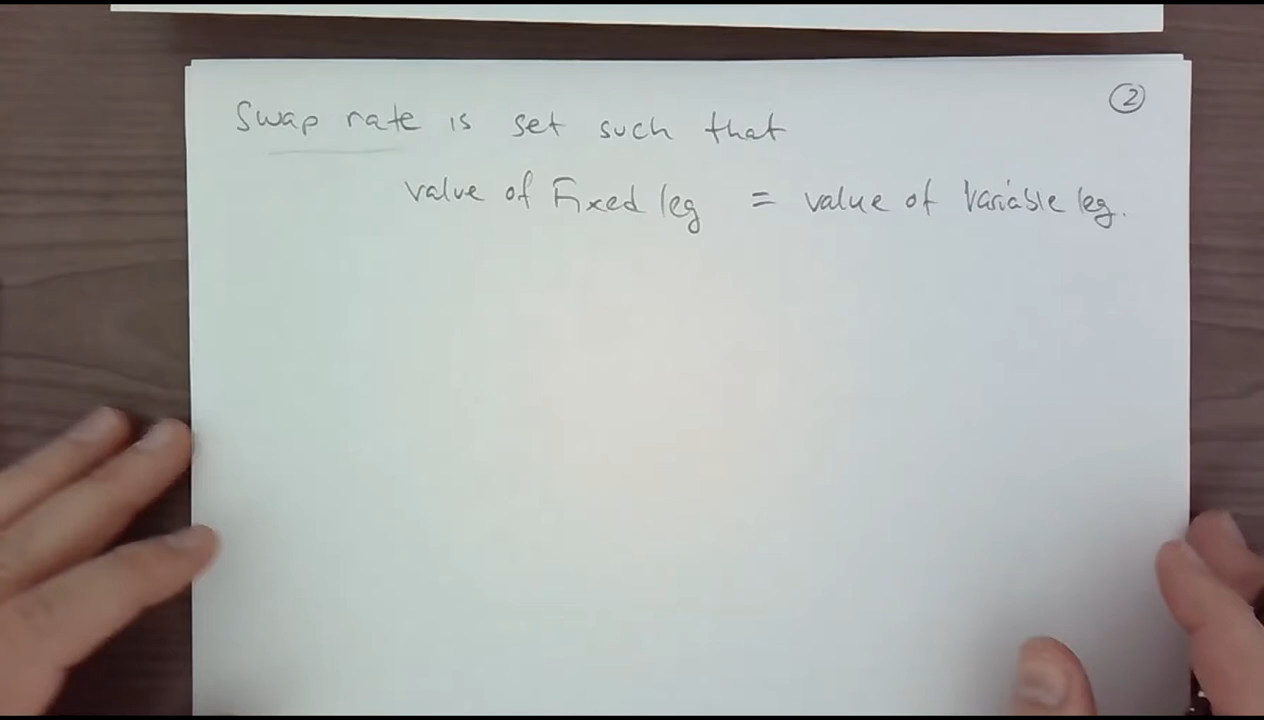 ②
Swap rate is set such that
value of Fixed leg = value of Variable leg.